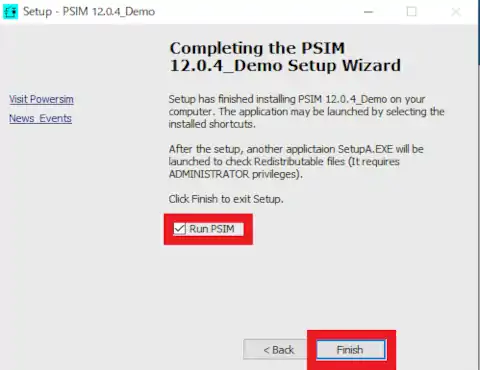 Setup - PSIM 12.0.4_Demo
Completing the PSIM
12.0.4_Demo Setup Wizard
Visit Powersim
News_Events
Setup has finished installing PSIM 12.0.4_Demo on your
computer. The application may be launched by selecting the
installed shortcuts.
After the setup, another applictaion SetupA.EXE will be
launched to check Redistributable files (It requires
ADMINISTRATOR privileges).
Click Finish to exit Setup.
Run PSIM
< Back
Finish